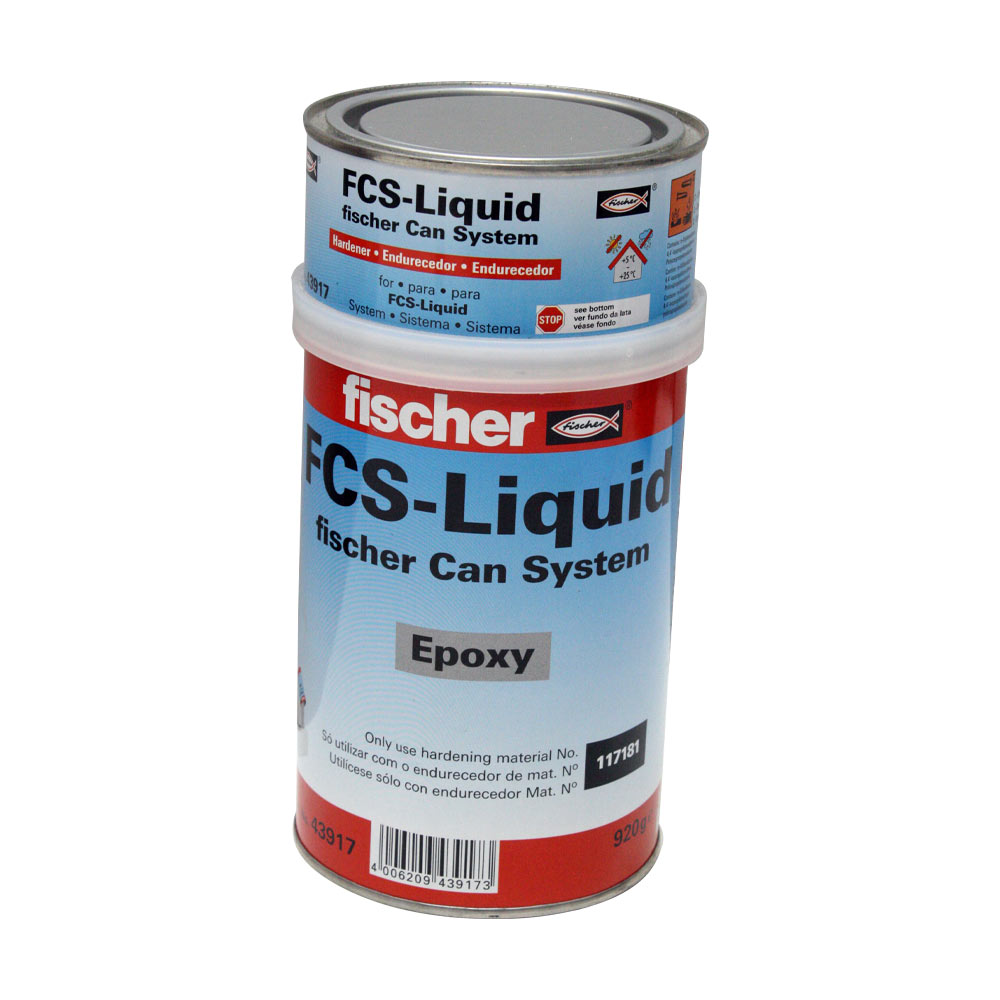 FCS-Liquid
fischer Can System
fischer
Hardener • Endurecedor • Endurecedor
for • para • para
FCS-Liquid
System • Sistema • Sistema
+5°C
-
+25°C
STOP
see bottom
ver fundo da lata
véase fondo
43917
fischer
fischer
FCS-Liquid
fischer Can System
Epoxy
Only use hardening material No.
Só utilizar com o endurecedor de mat. Nº
Utilícese sólo con endurecedor Mat. Nº
117181
43917
920g
4 006209 439173